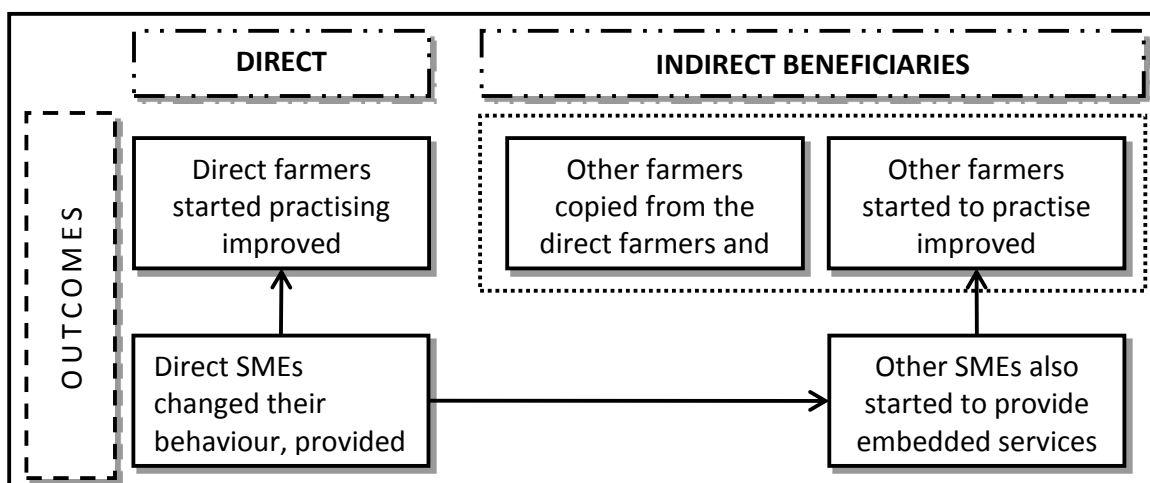 DIRECT
INDIRECT BENEFICIARIES
OUTCOMES
Direct farmers
started practising
improved
Other farmers
copied from the
direct farmers and
Other farmers
started to practise
improved
Direct SMEs
changed their
behaviour, provided
Other SMEs also
started to provide
embedded services